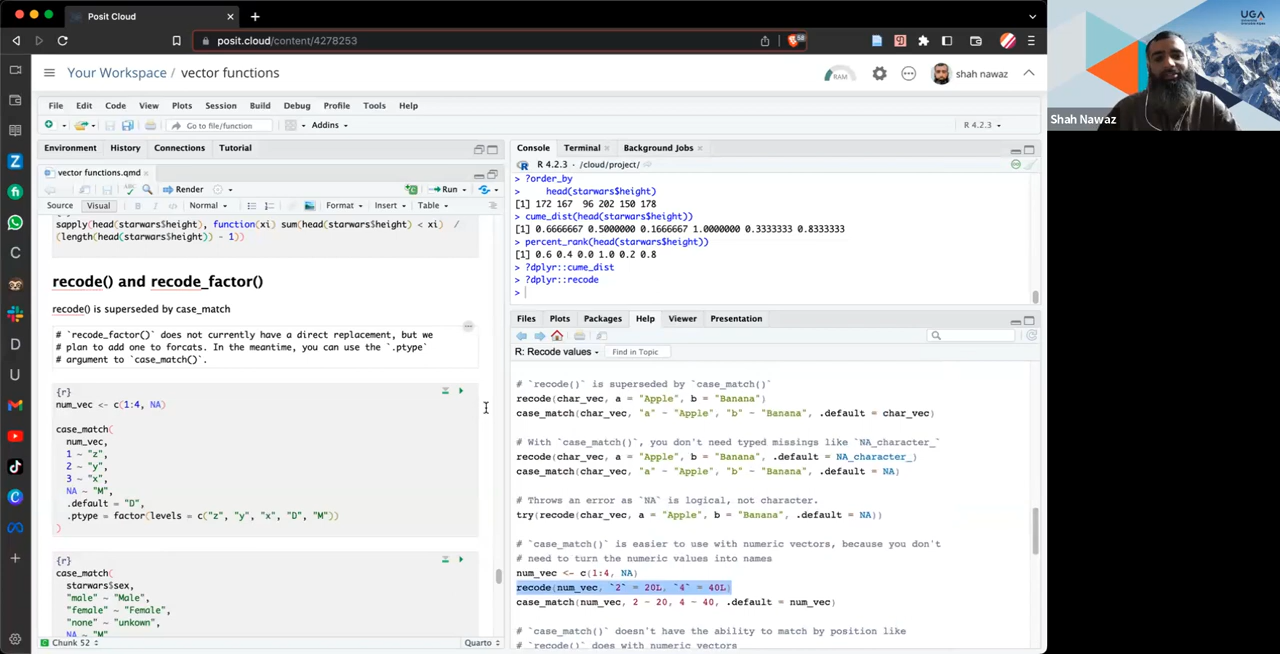 Posit Cloud
posit.cloud/content/4278253
58
UGA
Your Workspace / vector functions
RAM
shah nawaz
File Edit Code View Plots Session Build Debug Profile Tools Help
Go to file/function
Addins
R 4.2.3
Environment History Connections Tutorial
vector functions.qmd
Render
Run
Source Visual
B I
Normal
Format
Insert
Table
sapply(head(starwars$height), function(xi) sum(head(starwars$height) < xi) /
(length(head(starwars$height)) - 1))
recode() and recode_factor()
recode() is superseded by case_match
# `recode_factor()` does not currently have a direct replacement, but we
# plan to add one to forcats. In the meantime, you can use the `.ptype`
# argument to `case_match()`.
{r}
num_vec <- c(1:4, NA)
case_match(
num_vec,
1 ~ "z",
2 ~ "y",
3 ~ "x",
NA ~ "M",
.default = "D",
.ptype = factor(levels = c("z", "y", "x", "D", "M"))
)
{r}
case_match(
starwars$sex,
"male" ~ "Male",
"female" ~ "Female",
"none" ~ "unkown",
NA ~ "M"
Chunk 52
Quarto
Console Terminal Background Jobs
R 4.2.3 · /cloud/project/
> ?order_by
> head(starwars$height)
[1] 172 167 96 202 150 178
> cume_dist(head(starwars$height))
[1] 0.6666667 0.5000000 0.1666667 1.0000000 0.3333333 0.8333333
> percent_rank(head(starwars$height))
[1] 0.6 0.4 0.0 1.0 0.2 0.8
> ?dplyr::cume_dist
> ?dplyr::recode
>
Files Plots Packages Help Viewer Presentation
R: Recode values
Find in Topic
# `recode()` is superseded by `case_match()`
recode(char_vec, a = "Apple", b = "Banana")
case_match(char_vec, "a" ~ "Apple", "b" ~ "Banana", .default = char_vec)
# With `case_match()`, you don't need typed missings like `NA_character_`
recode(char_vec, a = "Apple", b = "Banana", .default = NA_character_)
case_match(char_vec, "a" ~ "Apple", "b" ~ "Banana", .default = NA)
# Throws an error as `NA` is logical, not character.
try(recode(char_vec, a = "Apple", b = "Banana", .default = NA))
# `case_match()` is easier to use with numeric vectors, because you don't
# need to turn the numeric values into names
num_vec <- c(1:4, NA)
recode(num_vec, `2` = 20L, `4` = 40L)
case_match(num_vec, 2 ~ 20, 4 ~ 40, .default = num_vec)
# `case_match()` doesn't have the ability to match by position like
# `recode()` does with numeric vectors
Shah Nawaz